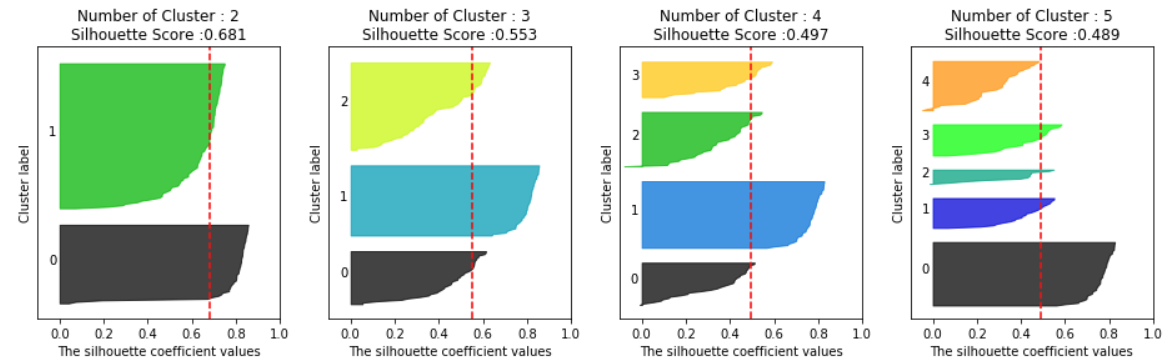 Number of Cluster : 2
Silhouette Score :0.681
Cluster label
1
0
0.0 0.2 0.4 0.6 0.8 1.0
The silhouette coefficient values
Number of Cluster : 3
Silhouette Score :0.553
Cluster label
2
1
0
0.0 0.2 0.4 0.6 0.8 1.0
The silhouette coefficient values
Number of Cluster : 4
Silhouette Score :0.497
Cluster label
3
2
1
0
0.0 0.2 0.4 0.6 0.8 1.0
The silhouette coefficient values
Number of Cluster : 5
Silhouette Score :0.489
Cluster label
4
3
2
1
0
0.0 0.2 0.4 0.6 0.8 1.0
The silhouette coefficient values